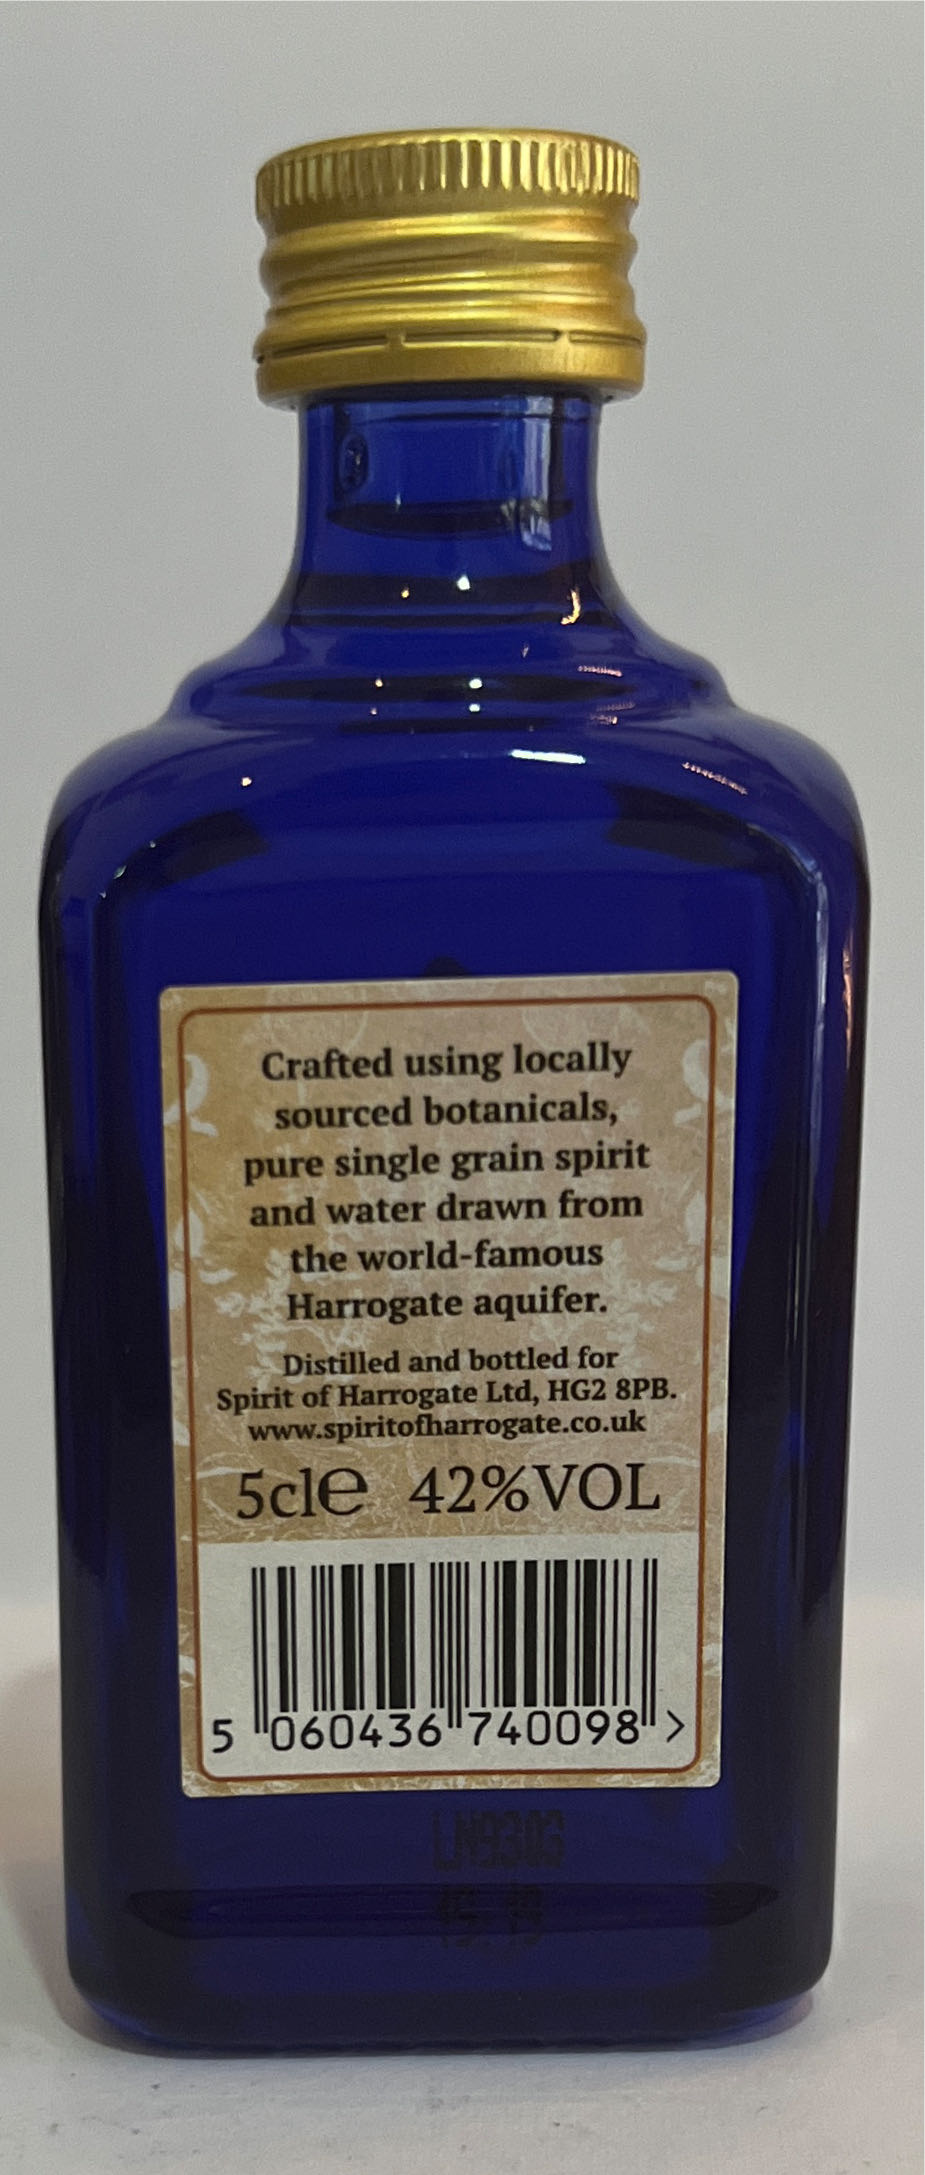 Crafted using locally
sourced botanicals,
pure single grain spirit
and water drawn from
the world-famous
Harrogate aquifer.
Distilled and bottled for
Spirit of Harrogate Ltd, HG2 8PB.
www.spiritofharrogate.co.uk
5cl℮ 42%VOL
5 060436 740098 >
LN9303